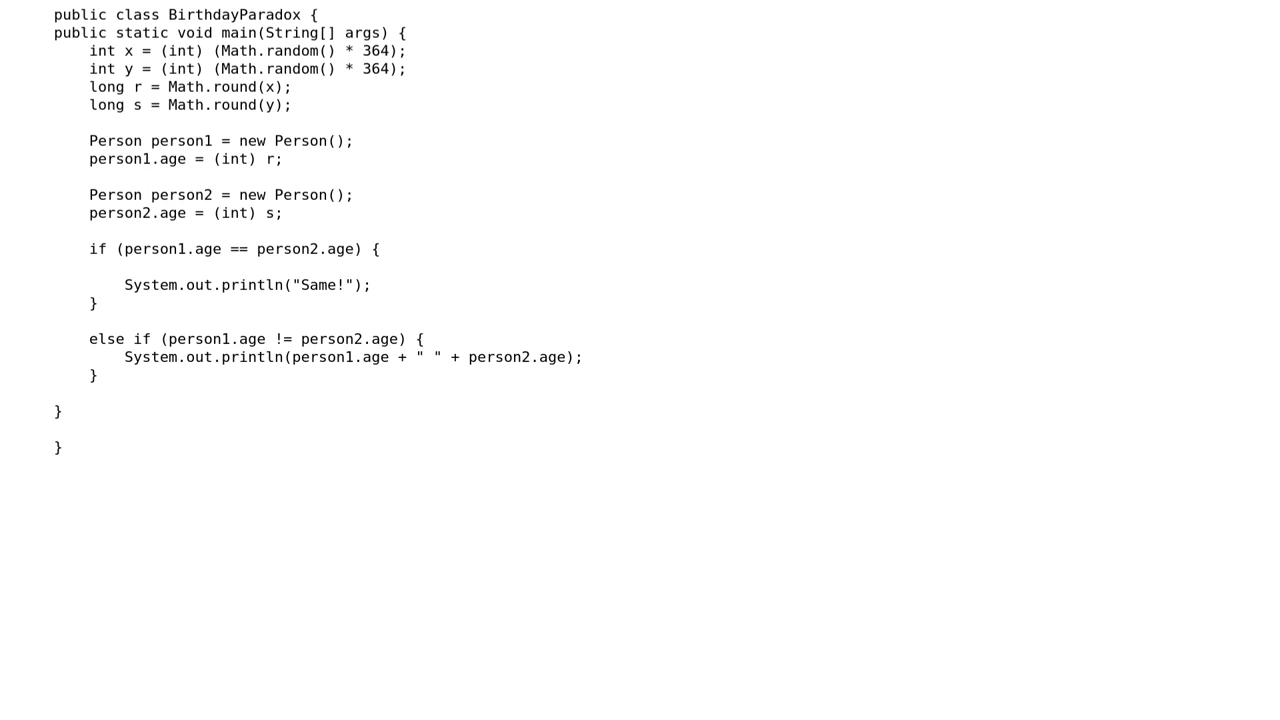 public class BirthdayParadox {
public static void main(String[] args) {
    int x = (int) (Math.random() * 364);
    int y = (int) (Math.random() * 364);
    long r = Math.round(x);
    long s = Math.round(y);

    Person person1 = new Person();
    person1.age = (int) r;

    Person person2 = new Person();
    person2.age = (int) s;

    if (person1.age == person2.age) {

        System.out.println("Same!");
    }

    else if (person1.age != person2.age) {
        System.out.println(person1.age + " " + person2.age);
    }

}

}